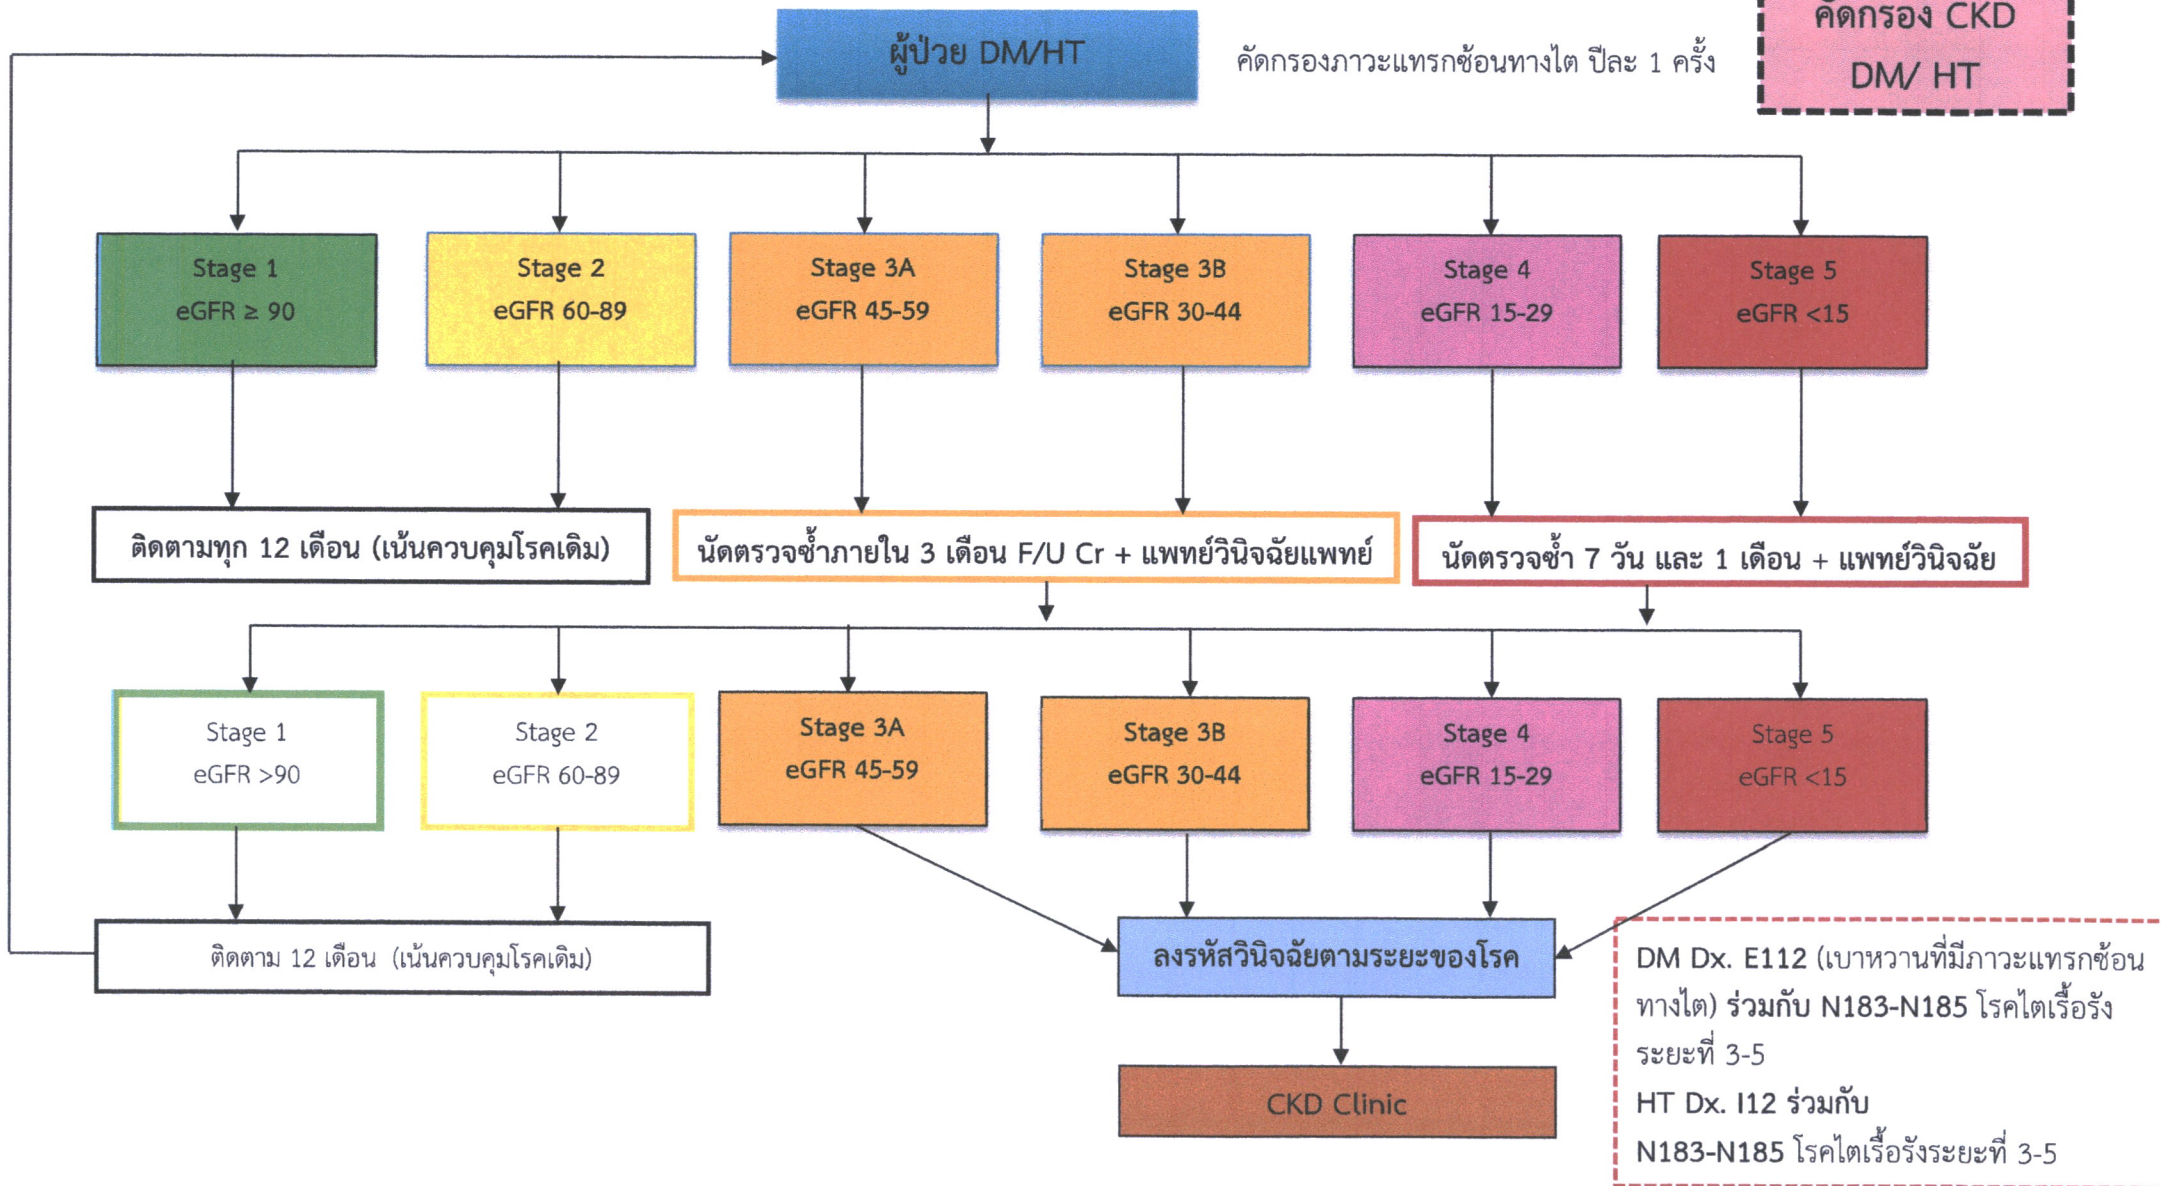 คัดกรอง CKD
DM/ HT
ผู้ป่วย DM/HT
คัดกรองภาวะแทรกซ้อนทางไต ปีละ 1 ครั้ง
Stage 1
eGFR ≥ 90
Stage 2
eGFR 60-89
Stage 3A
eGFR 45-59
Stage 3B
eGFR 30-44
Stage 4
eGFR 15-29
Stage 5
eGFR <15
ติดตามทุก 12 เดือน (เน้นควบคุมโรคเดิม)
นัดตรวจซ้ำภายใน 3 เดือน F/U Cr + แพทย์วินิจฉัยแพทย์
นัดตรวจซ้ำ 7 วัน และ 1 เดือน + แพทย์วินิจฉัย
Stage 1
eGFR >90
Stage 2
eGFR 60-89
Stage 3A
eGFR 45-59
Stage 3B
eGFR 30-44
Stage 4
eGFR 15-29
Stage 5
eGFR <15
ติดตาม 12 เดือน (เน้นควบคุมโรคเดิม)
ลงรหัสวินิจฉัยตามระยะของโรค
CKD Clinic
DM Dx. E112 (เบาหวานที่มีภาวะแทรกซ้อน
ทางไต) ร่วมกับ N183-N185 โรคไตเรื้อรัง
ระยะที่ 3-5
HT Dx. I12 ร่วมกับ
N183-N185 โรคไตเรื้อรังระยะที่ 3-5